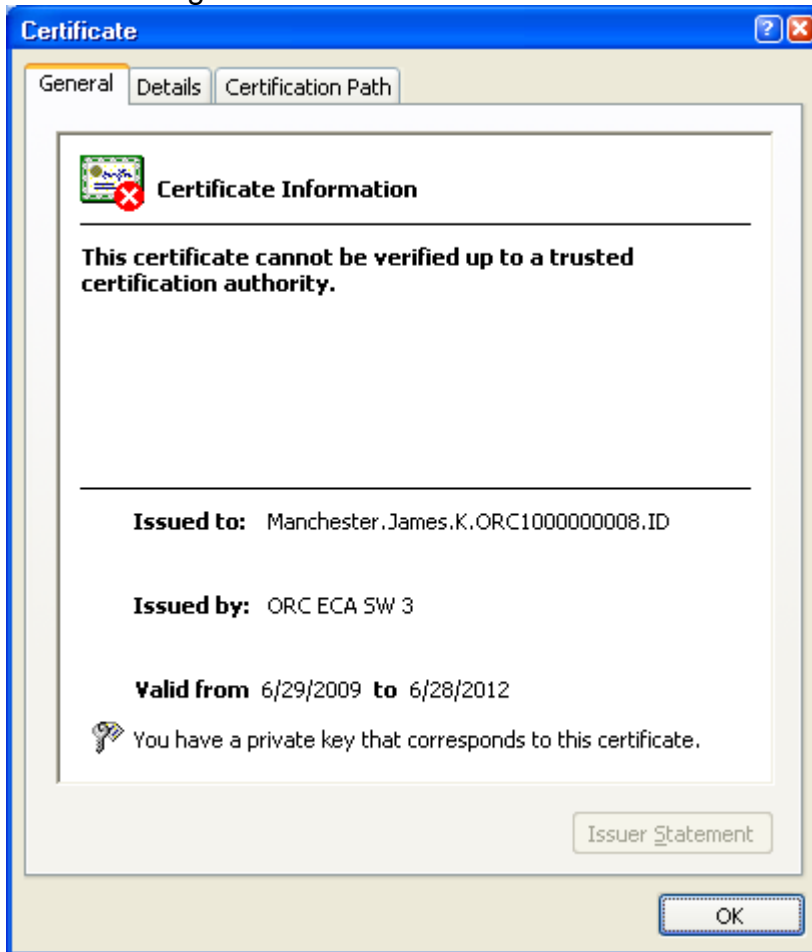 Certificate
General Details Certification Path
Certificate Information
This certificate cannot be verified up to a trusted
certification authority.
Issued to: Manchester.James.K.ORC1000000008.ID
Issued by: ORC ECA SW 3
Valid from 6/29/2009 to 6/28/2012
You have a private key that corresponds to this certificate.
Issuer Statement
OK